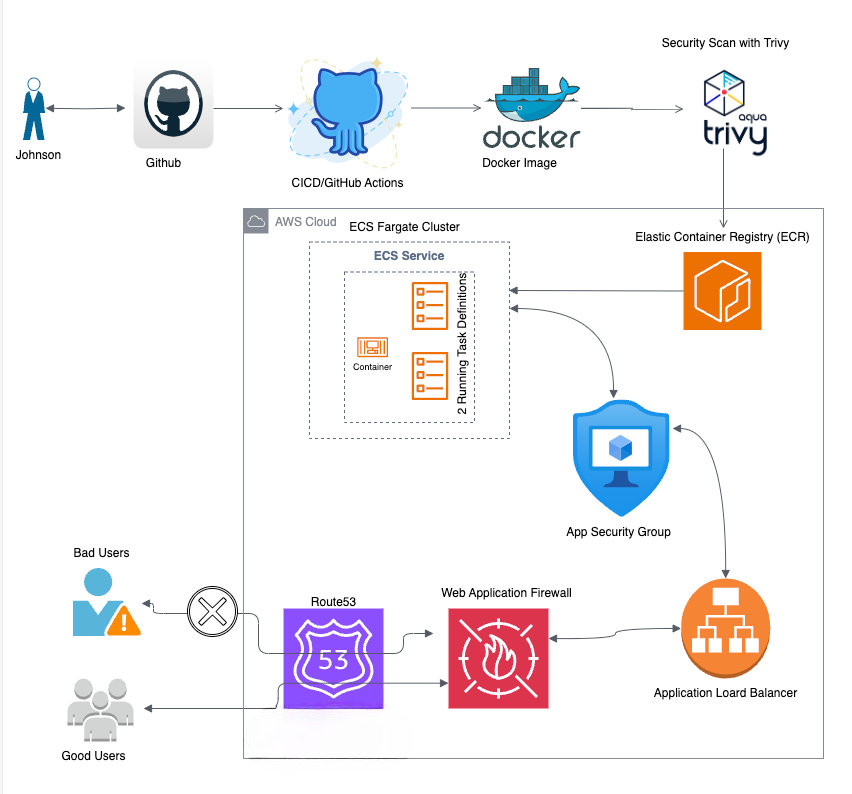 Security Scan with Trivy
aqua
trivy
docker
Johnson
Github
CICD/GitHub Actions
Docker Image
AWS Cloud
ECS Fargate Cluster
Elastic Container Registry (ECR)
ECS Service
2 Running Task Definitions
Container
App Security Group
Bad Users
Route53
53
Web Application Firewall
Application Loard Balancer
Good Users